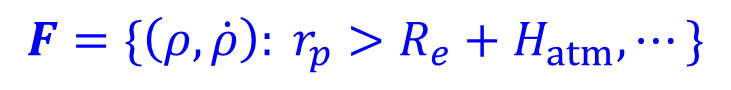 𝑭 = {(ρ, ρ̇): r_p > R_e + H_atm, ⋯}